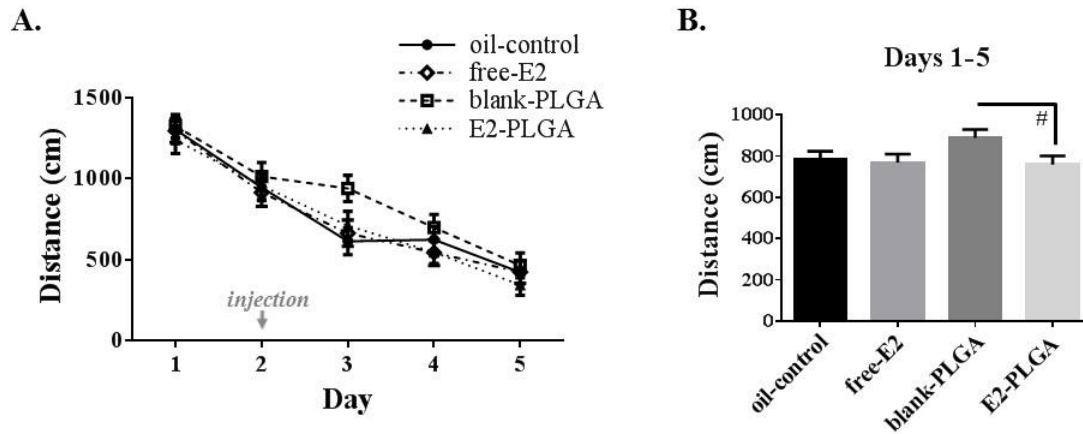 A.
oil-control
free-E2
blank-PLGA
E2-PLGA
1500
1000
500
0
Distance (cm)
injection
1 2 3 4 5
Day
B.
Days 1-5
#
1000
800
600
400
200
0
Distance (cm)
oil-control
free-E2
blank-PLGA
E2-PLGA